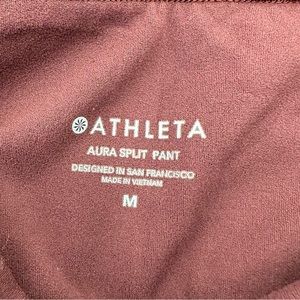 ATHLETA
AURA SPLIT PANT
DESIGNED IN SAN FRANCISCO
MADE IN VIETNAM
M